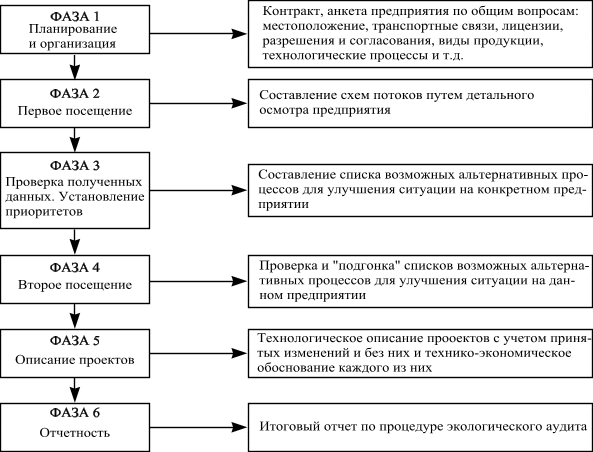 ФАЗА 1
Планирование
и организация
Контракт, анкета предприятия по общим вопросам:
местоположение, транспортные связи, лицензии,
разрешения и согласования, виды продукции,
технологические процессы и т.д.
ФАЗА 2
Первое посещение
Составление схем потоков путем детального
осмотра предприятия
ФАЗА 3
Проверка полученных
данных. Установление
приоритетов
Составление списка возможных альтернативных про-
цессов для улучшения ситуации на конкретном пред-
приятии
ФАЗА 4
Второе посещение
Проверка и "подгонка" списков возможных альтерна-
тивных процессов для улучшения ситуации на дан-
ном предприятии
ФАЗА 5
Описание проектов
Технологическое описание прооектов с учетом приня-
тых изменений и без них и технико-экономическое
обоснование каждого из них
ФАЗА 6
Отчетность
Итоговый отчет по процедуре экологического аудита